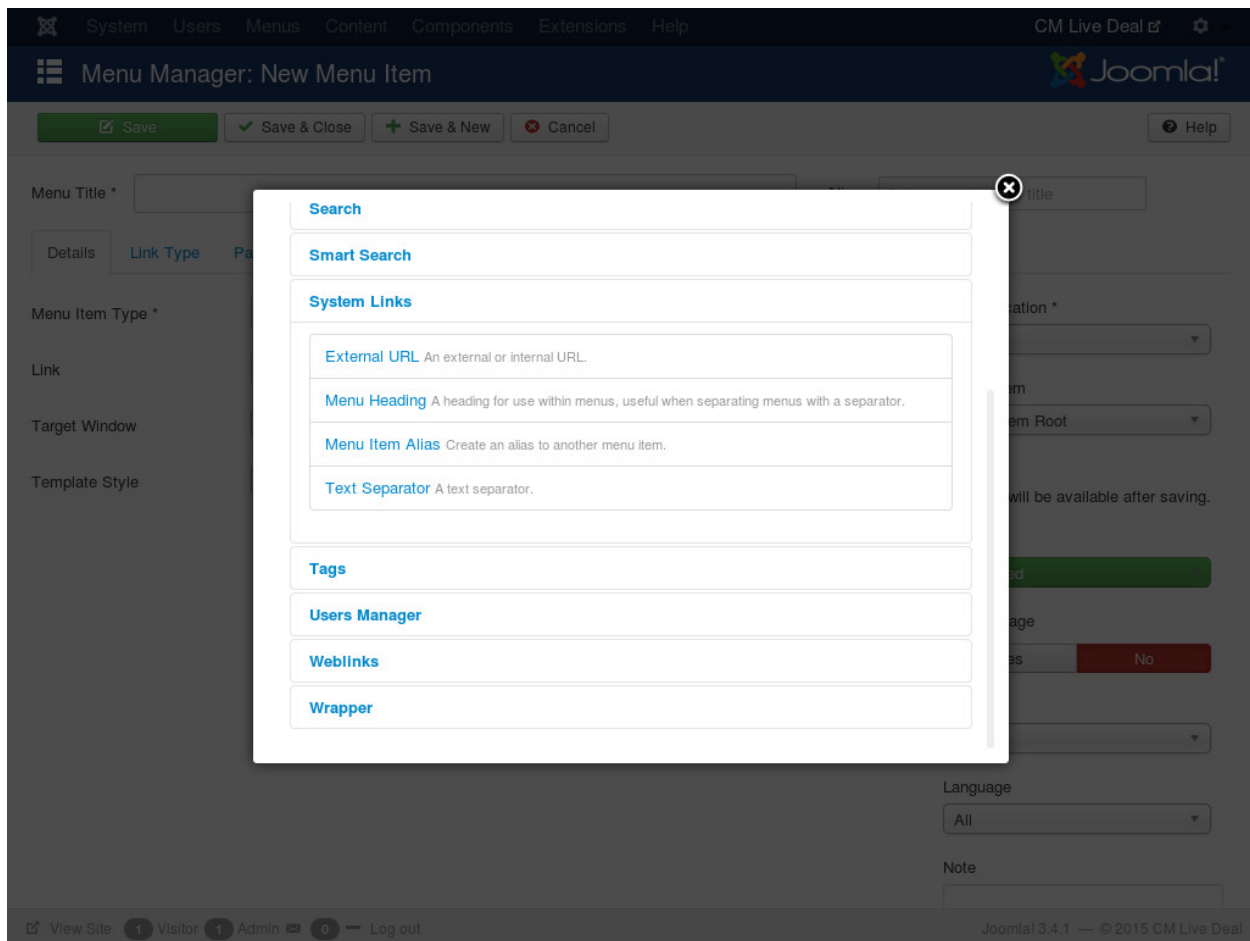 System Users Menus Content Components Extensions Help CM Live Deal
Menu Manager: New Menu Item Joomla!
Save Save & Close Save & New Cancel Help
Menu Title * title
Search
Details Link Type Pa
Smart Search
System Links
Menu Item Type * cation *
External URL An external or internal URL.
Link
Menu Heading A heading for use within menus, useful when separating menus with a separator. em
Target Window em Root
Menu Item Alias Create an alias to another menu item.
Template Style
Text Separator A text separator.
will be available after saving.
Tags ed
Users Manager age
Weblinks es No
Wrapper
Language
All
Note
View Site 1 Visitor 1 Admin 0 Log out Joomla! 3.4.1 — © 2015 CM Live Deal